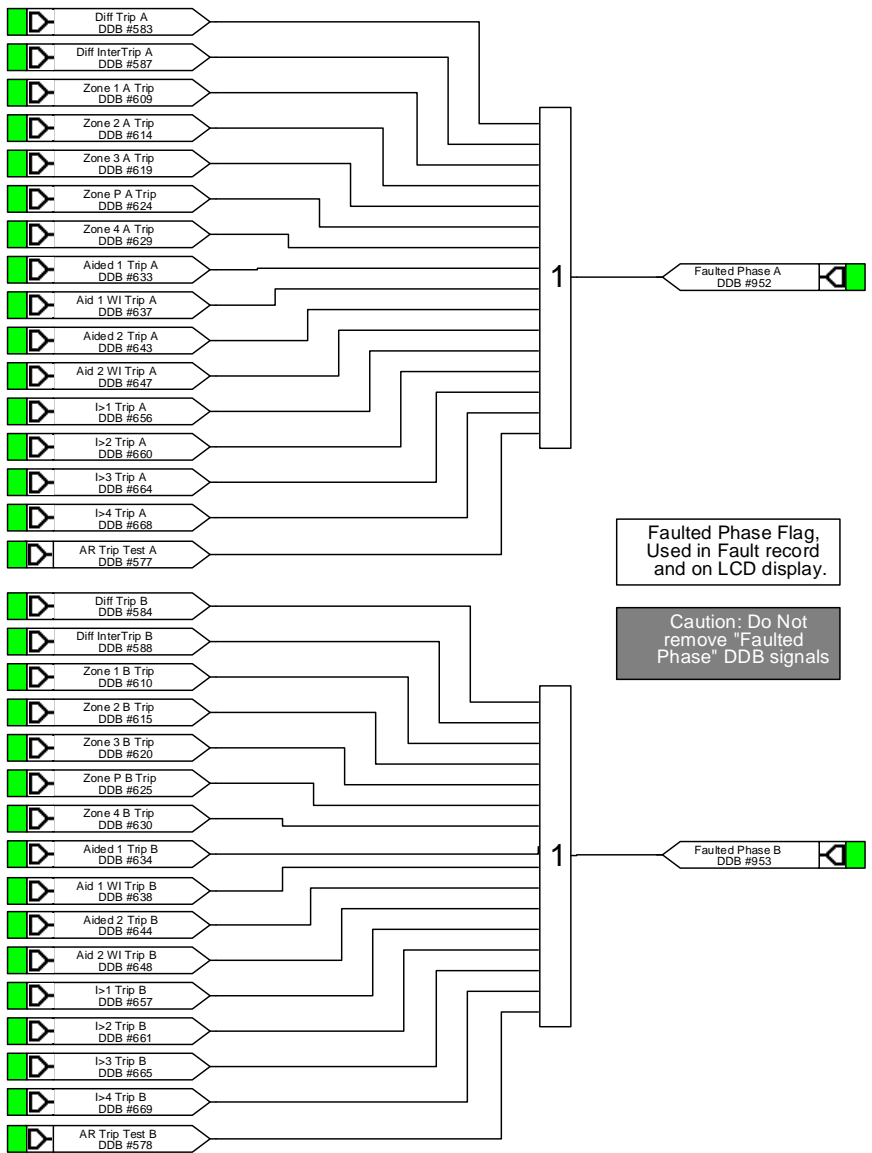 Diff Trip A
DDB #583
Diff InterTrip A
DDB #587
Zone 1 A Trip
DDB #609
Zone 2 A Trip
DDB #614
Zone 3 A Trip
DDB #619
Zone P A Trip
DDB #624
Zone 4 A Trip
DDB #629
Aided 1 Trip A
DDB #633
Aid 1 WI Trip A
DDB #637
Aided 2 Trip A
DDB #643
Aid 2 WI Trip A
DDB #647
I>1 Trip A
DDB #656
I>2 Trip A
DDB #660
I>3 Trip A
DDB #664
I>4 Trip A
DDB #668
AR Trip Test A
DDB #577
1
Faulted Phase A
DDB #952
Faulted Phase Flag,
Used in Fault record
and on LCD display.
Caution: Do Not
remove "Faulted
Phase" DDB signals
Diff Trip B
DDB #584
Diff InterTrip B
DDB #588
Zone 1 B Trip
DDB #610
Zone 2 B Trip
DDB #615
Zone 3 B Trip
DDB #620
Zone P B Trip
DDB #625
Zone 4 B Trip
DDB #630
Aided 1 Trip B
DDB #634
Aid 1 WI Trip B
DDB #638
Aided 2 Trip B
DDB #644
Aid 2 WI Trip B
DDB #648
I>1 Trip B
DDB #657
I>2 Trip B
DDB #661
I>3 Trip B
DDB #665
I>4 Trip B
DDB #669
AR Trip Test B
DDB #578
1
Faulted Phase B
DDB #953